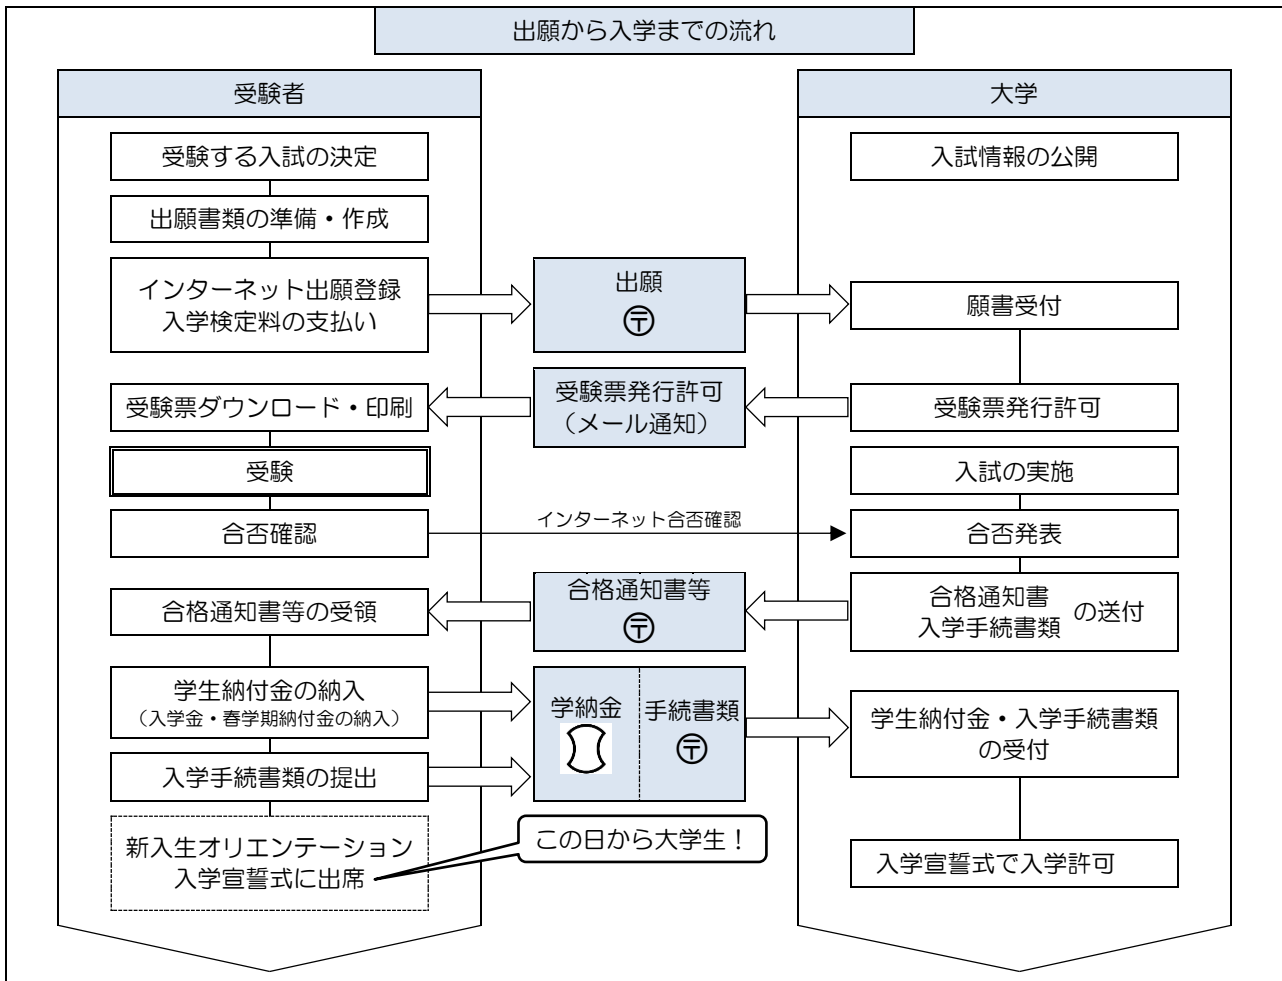 出願から入学までの流れ
受験者
大学
受験する入試の決定
入試情報の公開
出願書類の準備・作成
インターネット出願登録
入学検定料の支払い
出願
〒
願書受付
受験票ダウンロード・印刷
受験票発行許可
（メール通知）
受験票発行許可
受験
入試の実施
合否確認
インターネット合否確認
合否発表
合格通知書等の受領
合格通知書等
〒
合格通知書
入学手続書類
の送付
学生納付金の納入
（入学金・春学期納付金の納入）
学納金
手続書類
〒
学生納付金・入学手続書類
の受付
入学手続書類の提出
新入生オリエンテーション
入学宣誓式に出席
この日から大学生！
入学宣誓式で入学許可